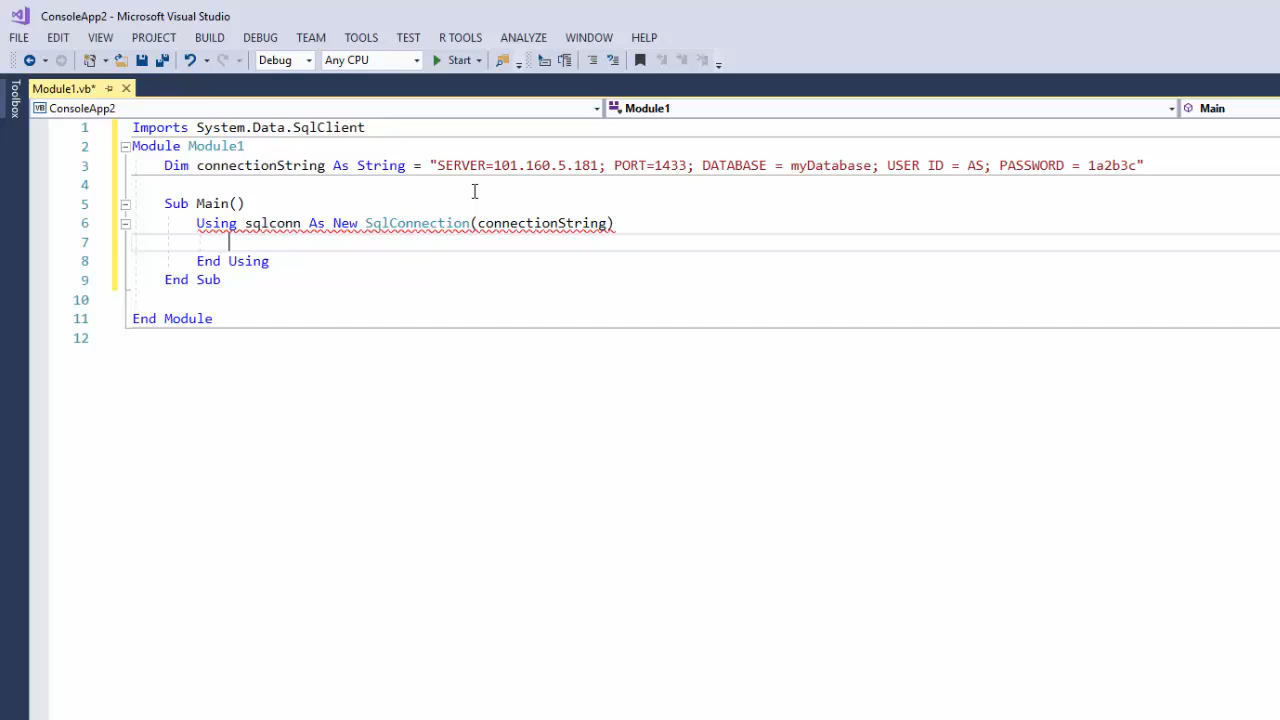 ConsoleApp2 - Microsoft Visual Studio
FILE EDIT VIEW PROJECT BUILD DEBUG TEAM TOOLS TEST R TOOLS ANALYZE WINDOW HELP
Debug Any CPU Start
Toolbox
Module1.vb*
ConsoleApp2 Module1 Main
1 Imports System.Data.SqlClient
2 Module Module1
3 Dim connectionString As String = "SERVER=101.160.5.181; PORT=1433; DATABASE = myDatabase; USER ID = AS; PASSWORD = 1a2b3c"
4
5 Sub Main()
6 Using sqlconn As New SqlConnection(connectionString)
7
8 End Using
9 End Sub
10
11 End Module
12